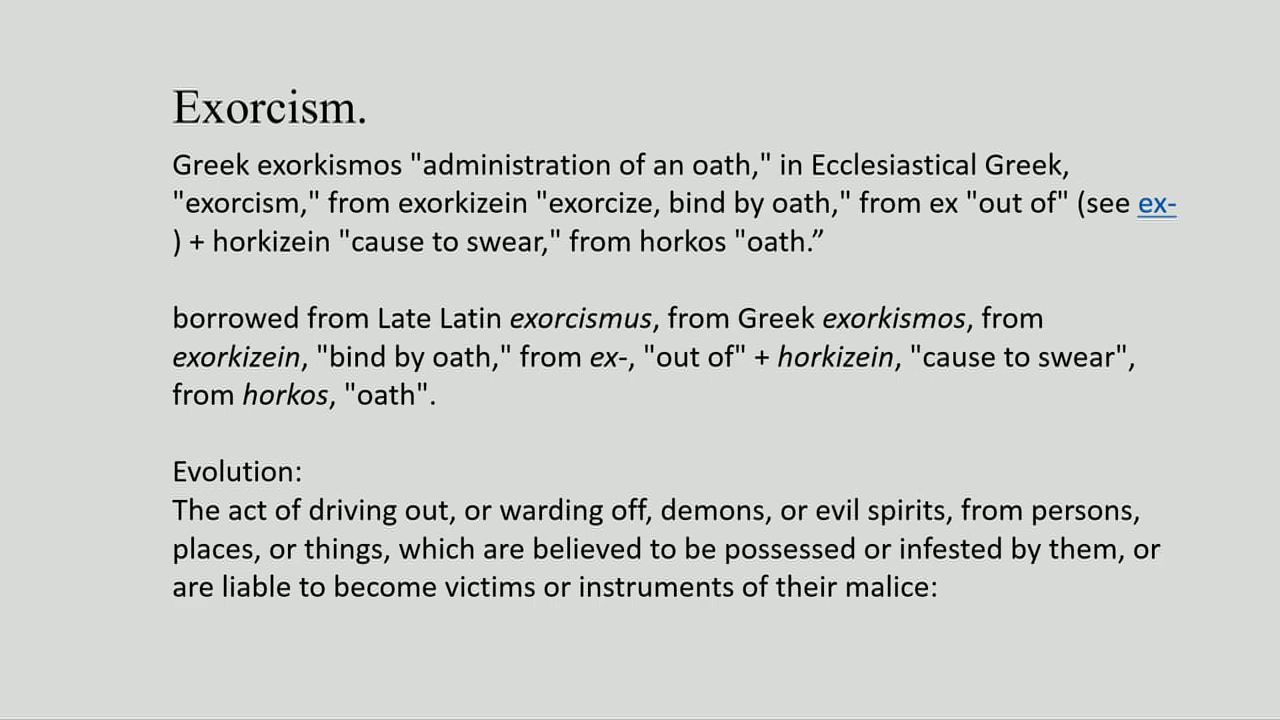 Exorcism.
Greek exorkismos "administration of an oath," in Ecclesiastical Greek,
"exorcism," from exorkizein "exorcize, bind by oath," from ex "out of" (see ex-
) + horkizein "cause to swear," from horkos "oath.”
borrowed from Late Latin exorcismus, from Greek exorkismos, from
exorkizein, "bind by oath," from ex-, "out of" + horkizein, "cause to swear",
from horkos, "oath".
Evolution:
The act of driving out, or warding off, demons, or evil spirits, from persons,
places, or things, which are believed to be possessed or infested by them, or
are liable to become victims or instruments of their malice: